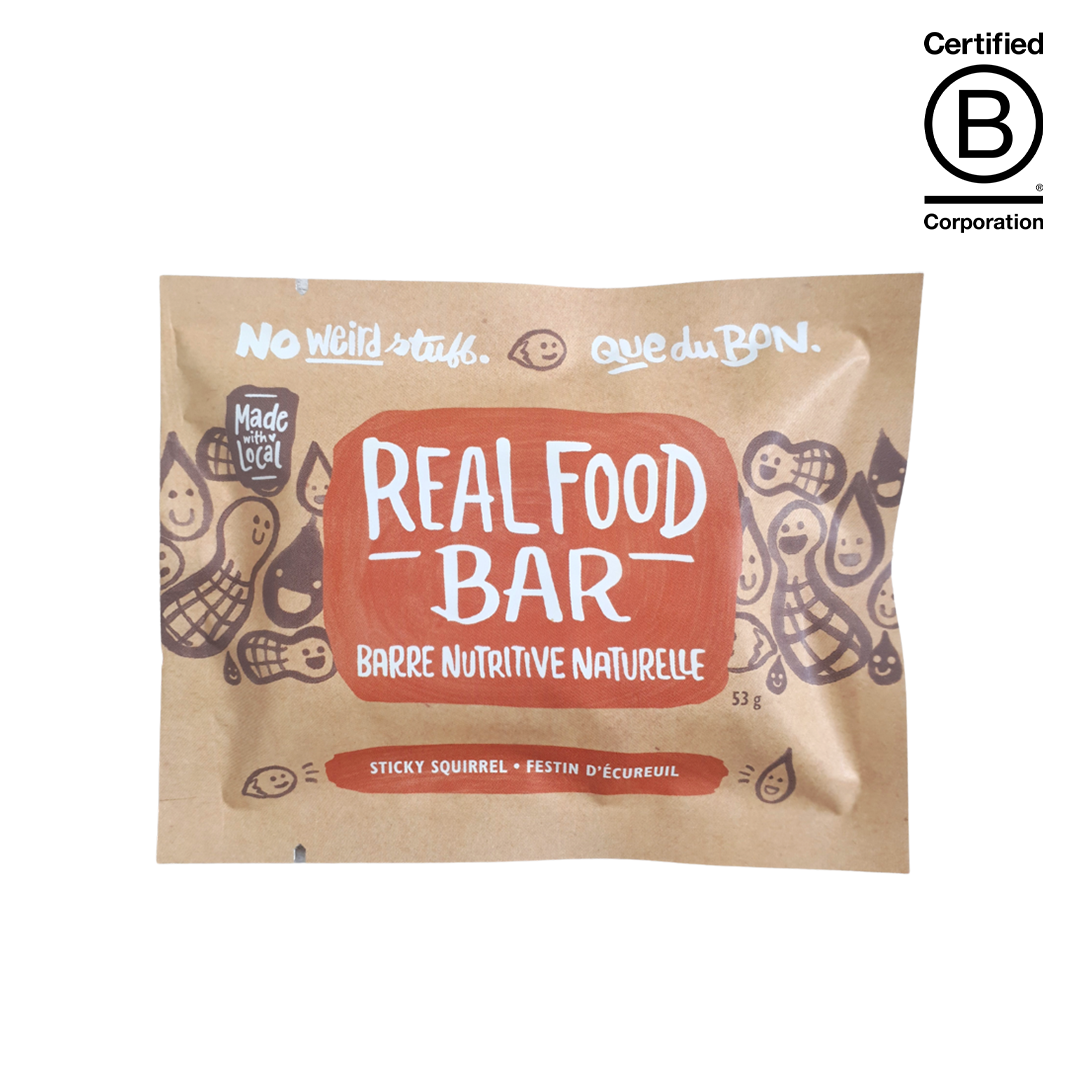 Certified
B
®
Corporation
No weird stuff. Que du BON.
Made
with
Local
REAL FOOD
BAR
BARRE NUTRITIVE NATURELLE
53 g
STICKY SQUIRREL • FESTIN D'ÉCUREUIL